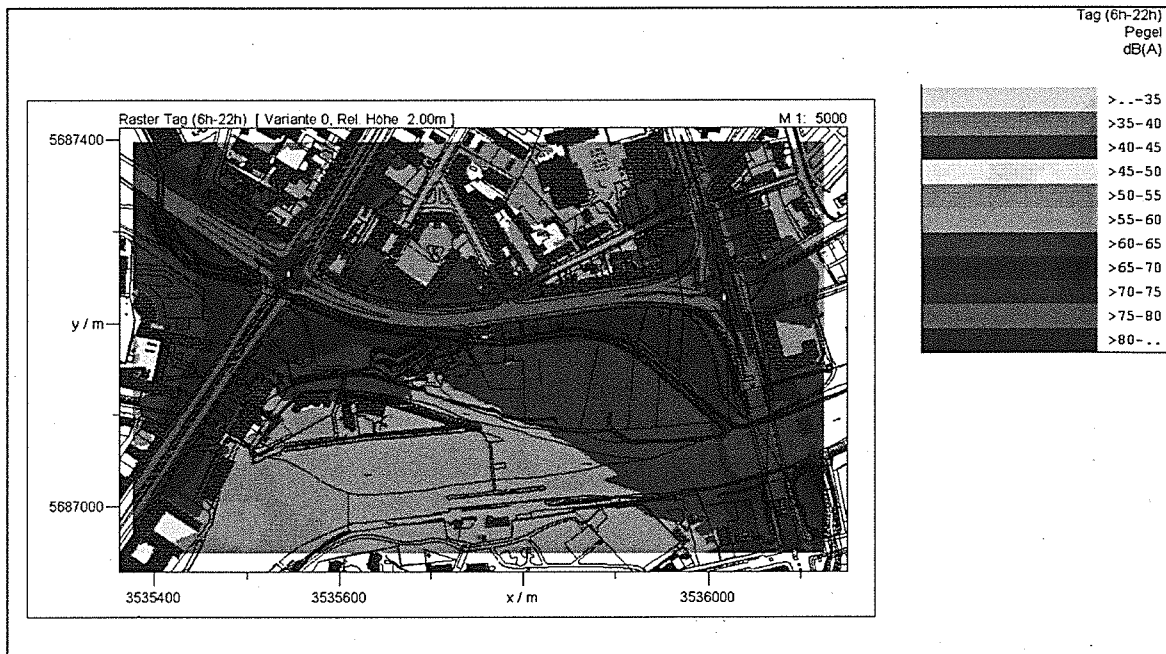 Tag (6h-22h)
Pegel
dB(A)
>..-35
>35-40
>40-45
>45-50
>50-55
>55-60
>60-65
>65-70
>70-75
>75-80
>80-..
Raster Tag (6h-22h) [ Variante 0, Rel. Höhe 2.00m ]
M 1: 5000
5687400
y / m
5687000
3535400
3535600
x / m
3536000